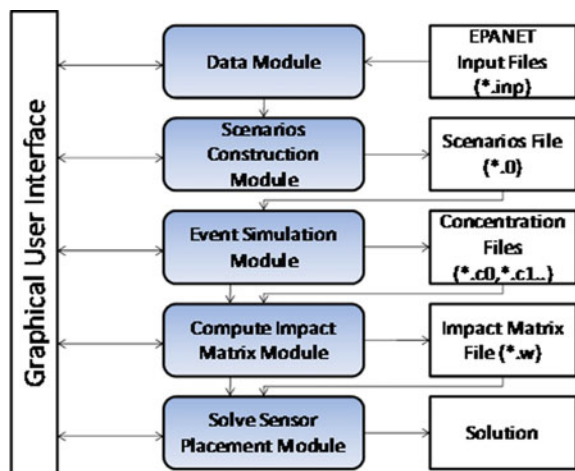 Graphical User Interface
Data Module
EPANET
Input Files
(*.inp)
Scenarios
Construction
Module
Scenarios File
(*.0)
Event Simulation
Module
Concentration
Files
(*.c0,*.c1..)
Compute Impact
Matrix Module
Impact Matrix
File (*.w)
Solve Sensor
Placement Module
Solution